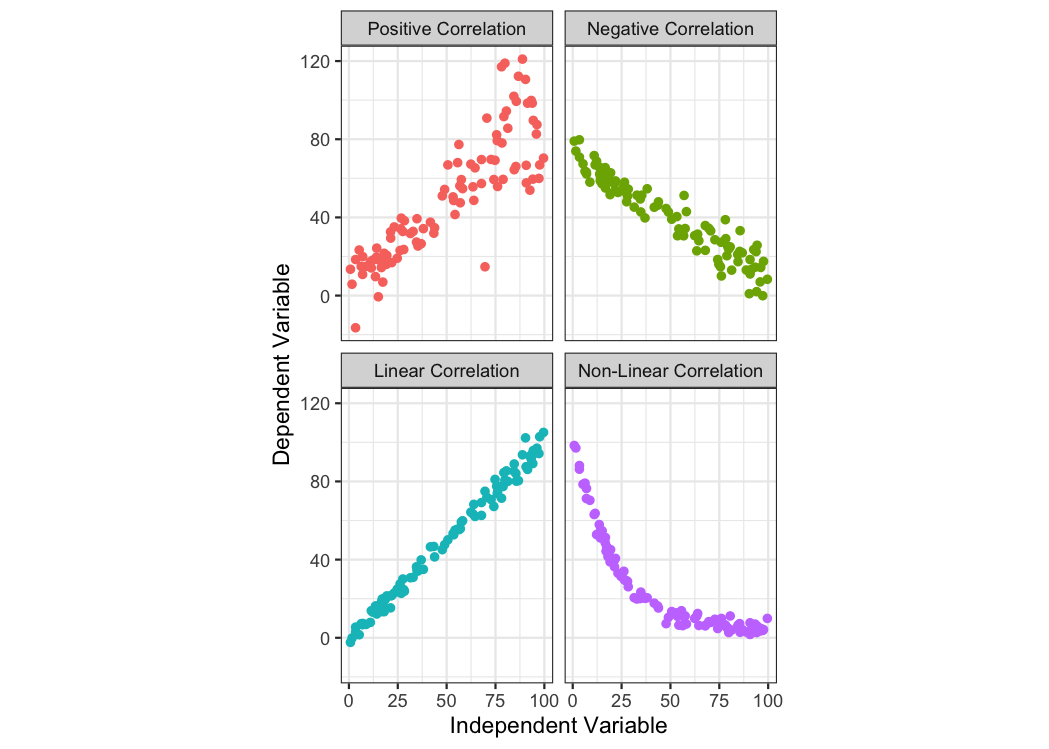 Positive Correlation
Negative Correlation
120
80
40
0
Linear Correlation
Non-Linear Correlation
120
80
40
0
0 25 50 75 100
0 25 50 75 100
Dependent Variable
Independent Variable